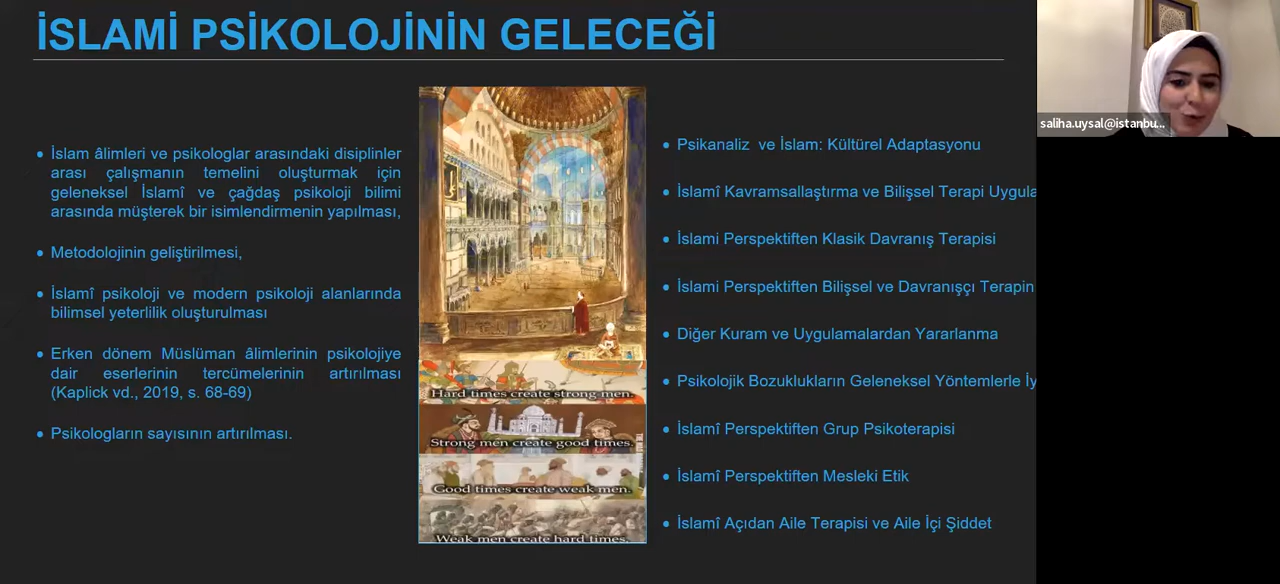 İSLAMİ PSİKOLOJİNİN GELECEĞİ
İslam âlimleri ve psikologlar arasındaki disiplinler
arası çalışmanın temelini oluşturmak için
geleneksel İslamî ve çağdaş psikoloji bilimi
arasında müşterek bir isimlendirmenin yapılması,
Metodolojinin geliştirilmesi,
İslamî psikoloji ve modern psikoloji alanlarında
bilimsel yeterlilik oluşturulması
Erken dönem Müslüman âlimlerinin psikolojiye
dair eserlerinin tercümelerinin artırılması
(Kaplick vd., 2019, s. 68-69)
Psikologların sayısının artırılması.
Hard times create strong men.
Strong men create good times.
Good times create weak men.
Weak men create hard times.
Psikanaliz ve İslam: Kültürel Adaptasyonu
İslamî Kavramsallaştırma ve Bilişsel Terapi Uygula
İslami Perspektiften Klasik Davranış Terapisi
İslami Perspektiften Bilişsel ve Davranışçı Terapin
Diğer Kuram ve Uygulamalardan Yararlanma
Psikolojik Bozuklukların Geleneksel Yöntemlerle İy
İslamî Perspektiften Grup Psikoterapisi
İslamî Perspektiften Mesleki Etik
İslamî Açıdan Aile Terapisi ve Aile İçi Şiddet
saliha.uysal@istanbu...